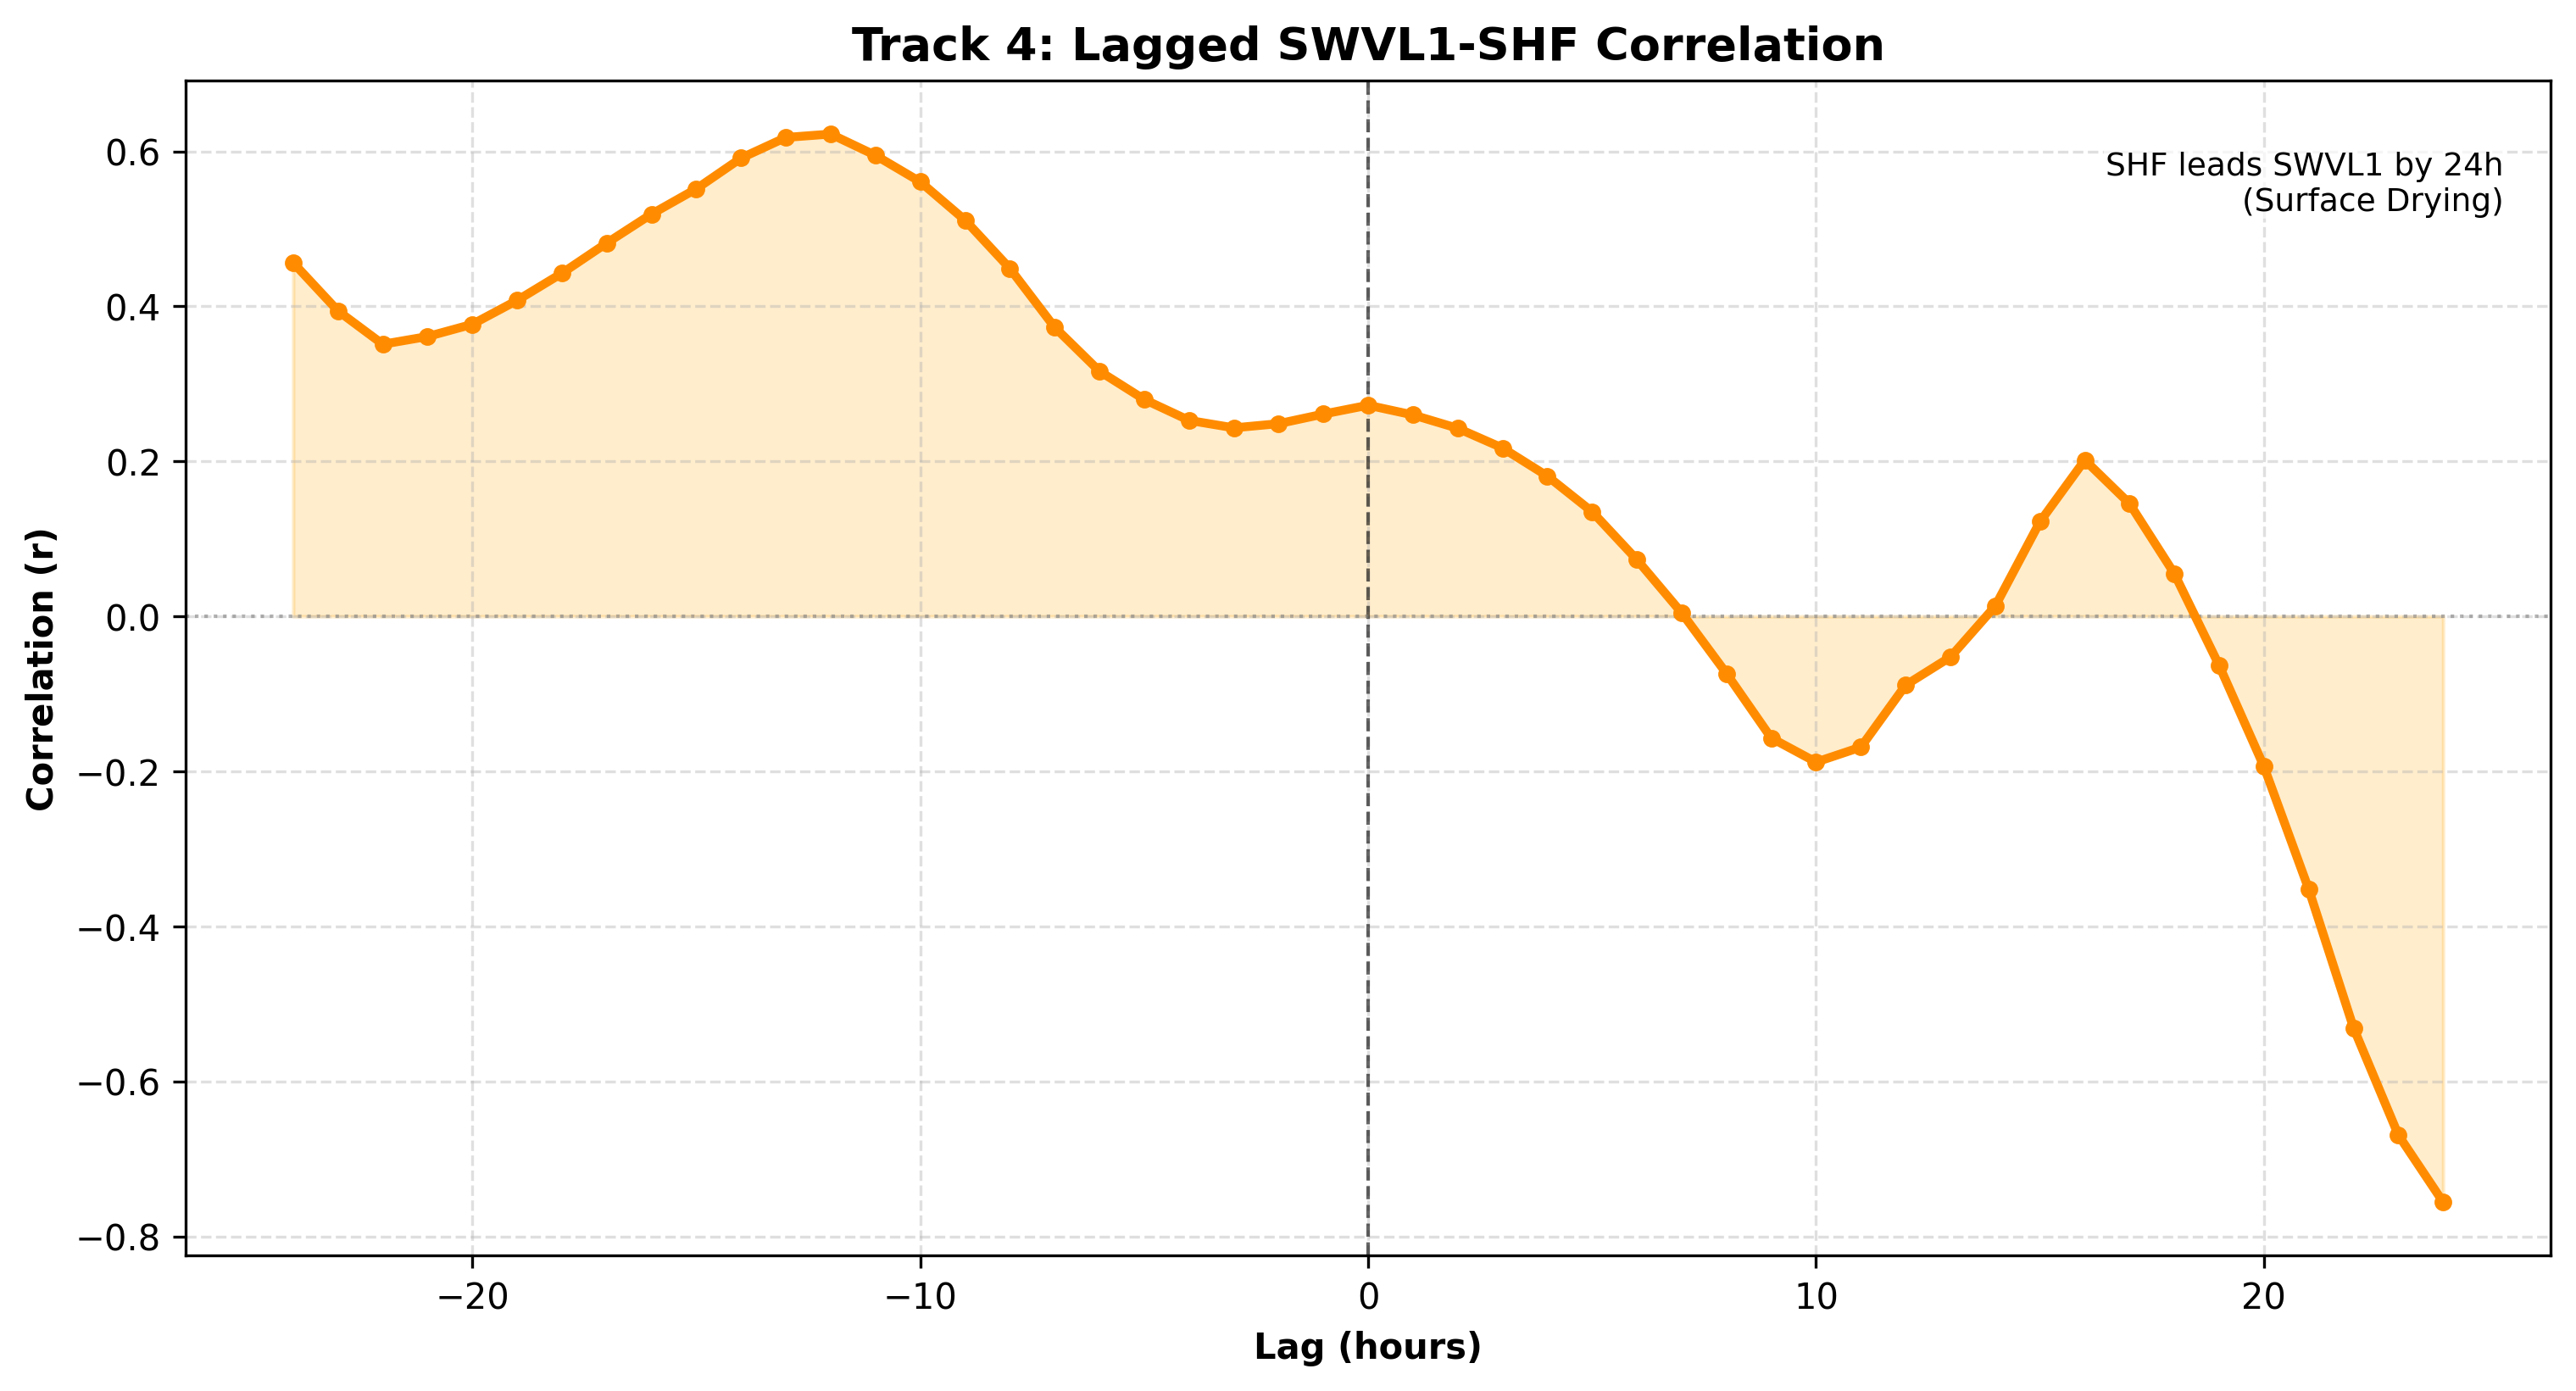 Track 4: Lagged SWVL1-SHF Correlation
SHF leads SWVL1 by 24h
(Surface Drying)
Correlation (r)
0.6
0.4
0.2
0.0
−0.2
−0.4
−0.6
−0.8
−20
−10
0
10
20
Lag (hours)